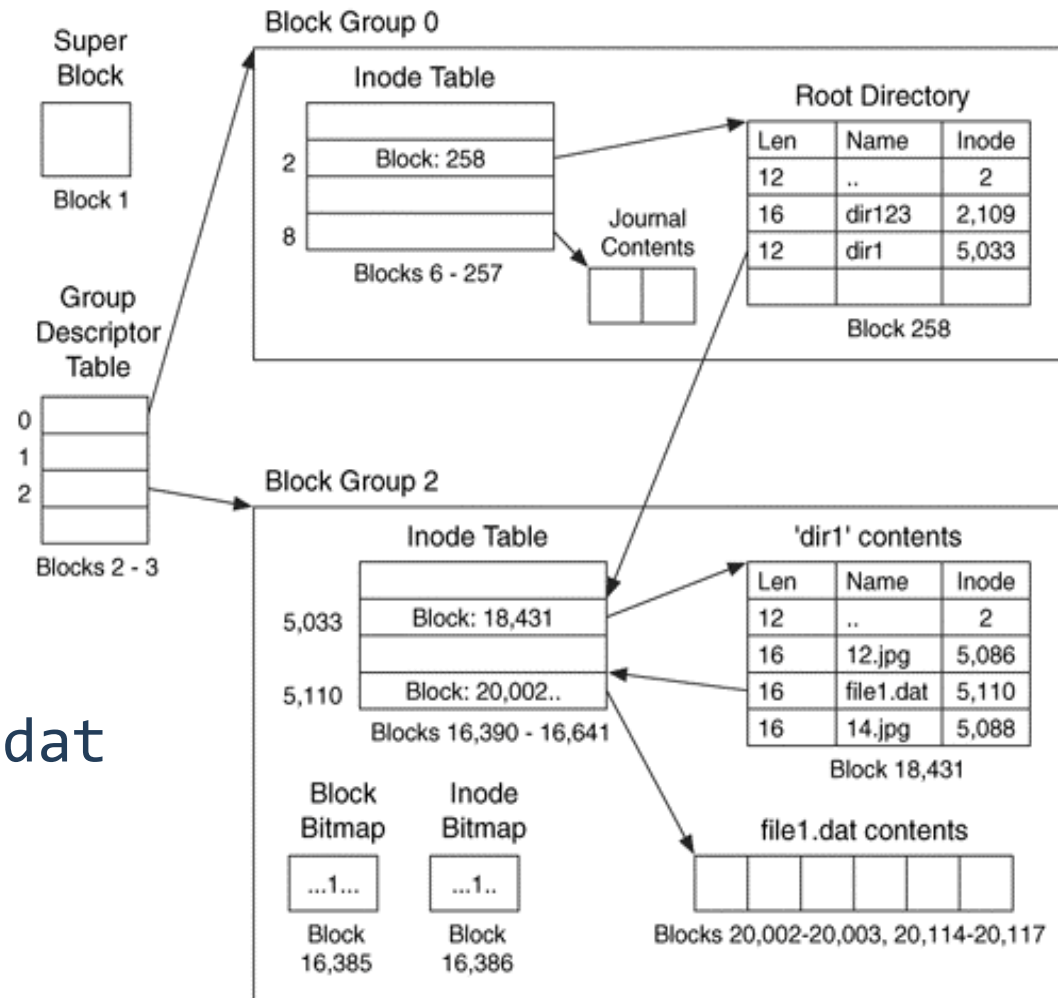 Super
Block
Block 1
Group
Descriptor
Table
0
1
2
Blocks 2 - 3
Block Group 0
Inode Table
2 Block: 258
8
Blocks 6 - 257
Journal
Contents
Root Directory
Len Name Inode
12 .. 2
16 dir123 2,109
12 dir1 5,033
Block 258
Block Group 2
Inode Table
5,033 Block: 18,431
5,110 Block: 20,002..
Blocks 16,390 - 16,641
'dir1' contents
Len Name Inode
12 .. 2
16 12.jpg 5,086
16 file1.dat 5,110
16 14.jpg 5,088
Block 18,431
dat
Block
Bitmap
...1...
Block
16,385
Inode
Bitmap
...1..
Block
16,386
file1.dat contents
Blocks 20,002-20,003, 20,114-20,117